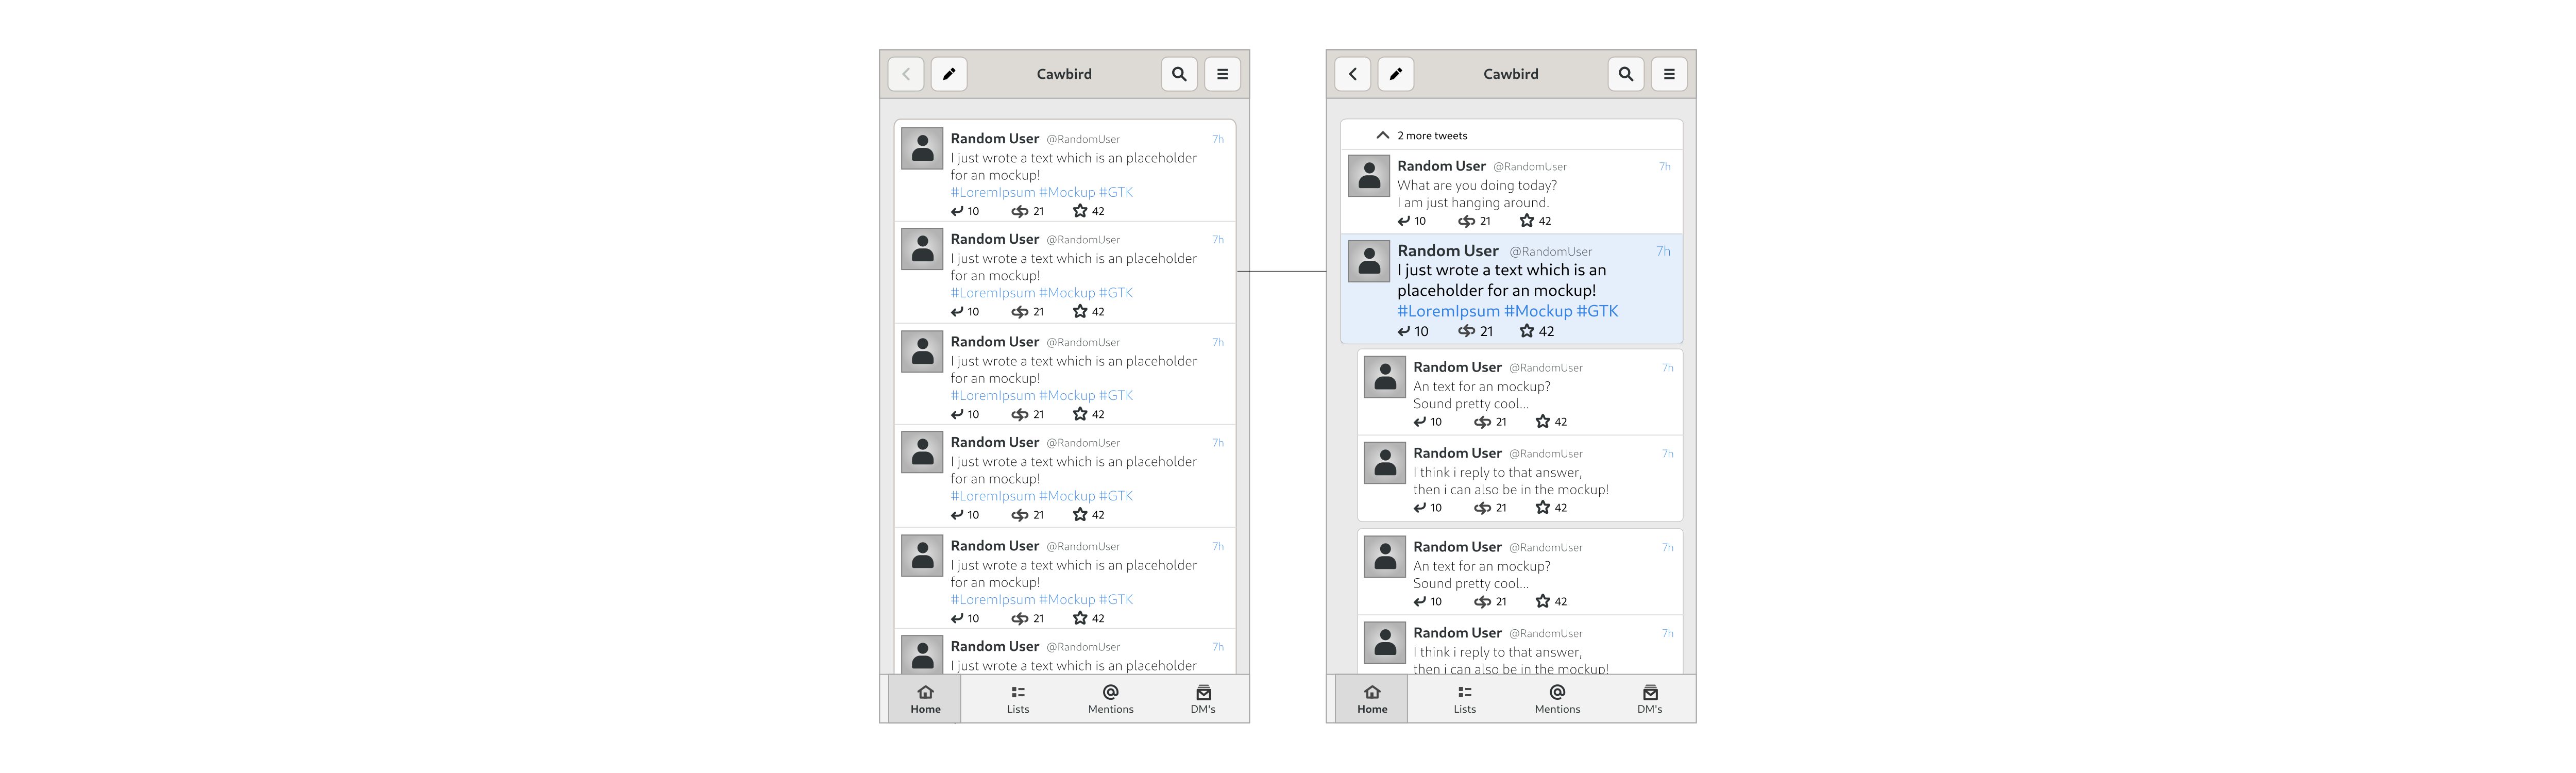 Cawbird
Random User @RandomUser 7h
I just wrote a text which is an placeholder
for an mockup!
#LoremIpsum #Mockup #GTK
10 21 42
Random User @RandomUser 7h
I just wrote a text which is an placeholder
for an mockup!
#LoremIpsum #Mockup #GTK
10 21 42
Random User @RandomUser 7h
I just wrote a text which is an placeholder
for an mockup!
#LoremIpsum #Mockup #GTK
10 21 42
Random User @RandomUser 7h
I just wrote a text which is an placeholder
for an mockup!
#LoremIpsum #Mockup #GTK
10 21 42
Random User @RandomUser 7h
I just wrote a text which is an placeholder
for an mockup!
#LoremIpsum #Mockup #GTK
10 21 42
Random User @RandomUser 7h
I just wrote a text which is an placeholder
Home Lists Mentions DM's
Cawbird
2 more tweets
Random User @RandomUser 7h
What are you doing today?
I am just hanging around.
10 21 42
Random User @RandomUser 7h
I just wrote a text which is an
placeholder for an mockup!
#LoremIpsum #Mockup #GTK
10 21 42
Random User @RandomUser 7h
An text for an mockup?
Sound pretty cool...
10 21 42
Random User @RandomUser 7h
I think i reply to that answer,
then i can also be in the mockup!
10 21 42
Random User @RandomUser 7h
An text for an mockup?
Sound pretty cool...
10 21 42
Random User @RandomUser 7h
I think i reply to that answer,
then i can also be in the mockup!
Home Lists Mentions DM's